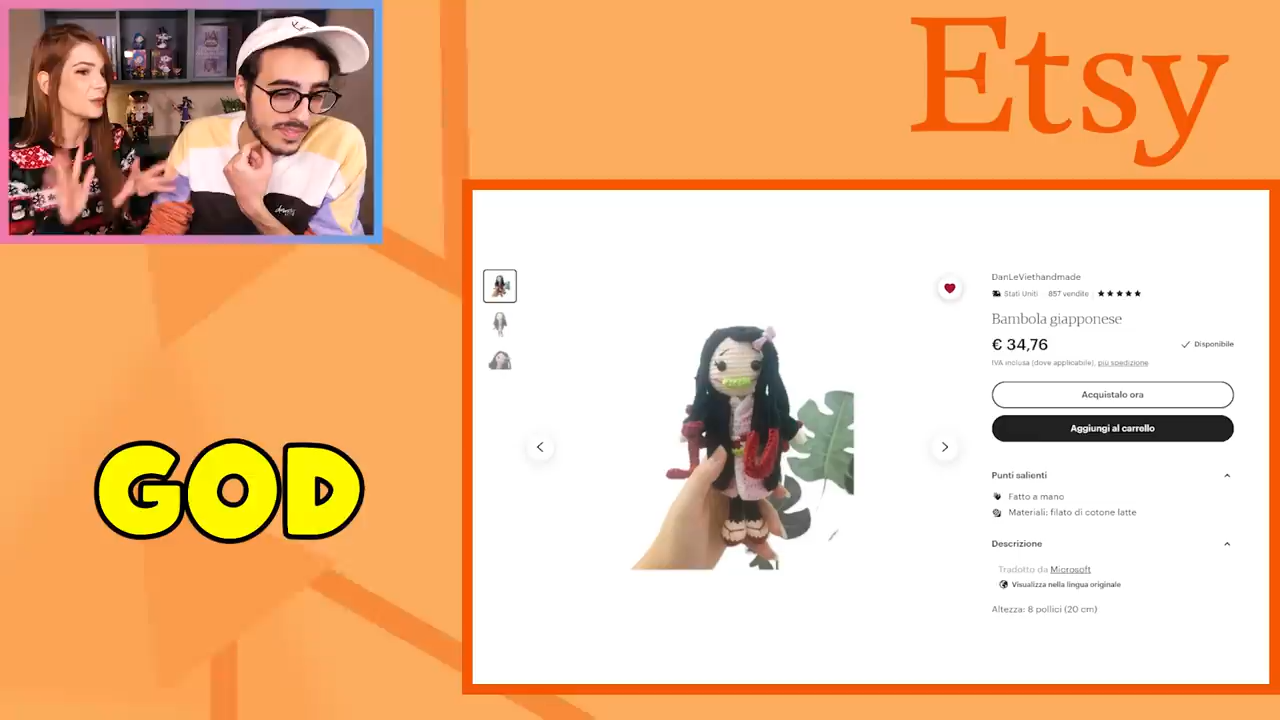 Etsy
GOD
DanLeViethandmade
Stati Uniti 857 vendite
Bambola giapponese
€ 34,76
Disponibile
IVA inclusa (dove applicabile), più spedizione
Acquistalo ora
Aggiungi al carrello
Punti salienti
Fatto a mano
Materiali: filato di cotone latte
Descrizione
Tradotto da Microsoft
Visualizza nella lingua originale
Altezza: 8 pollici (20 cm)